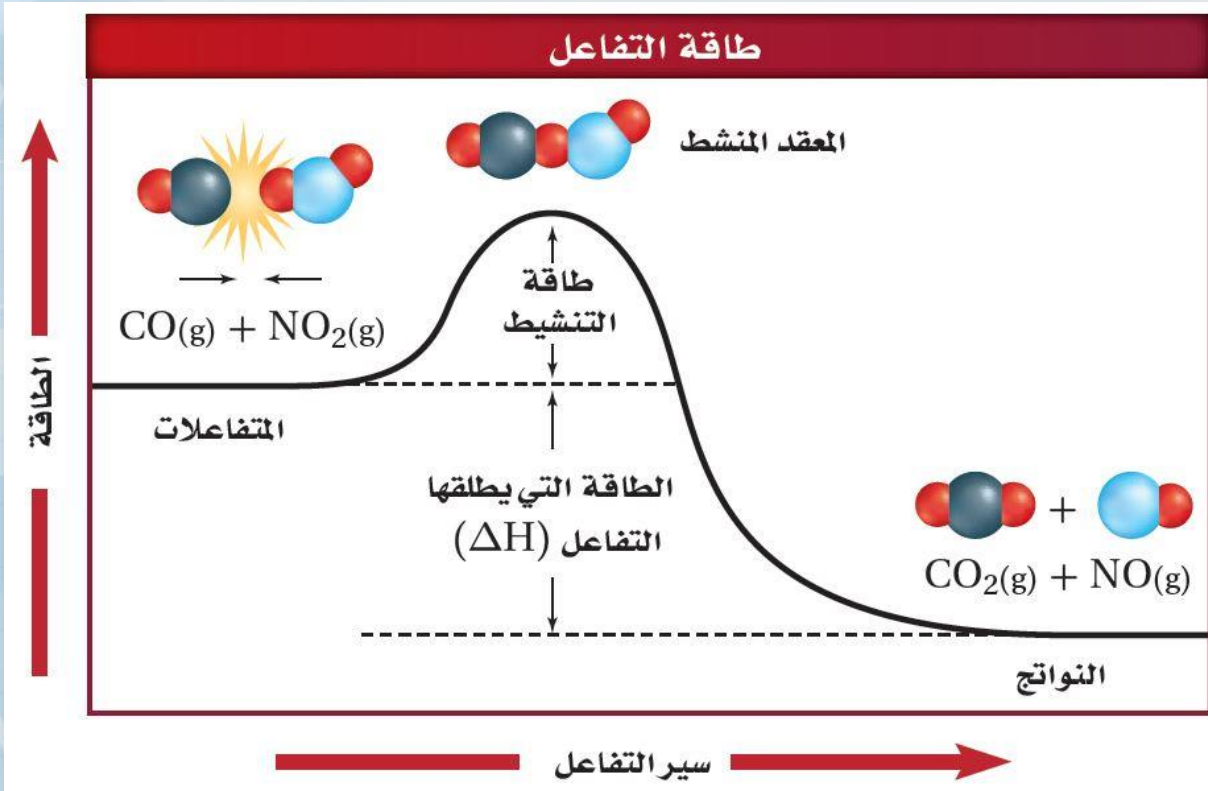 طاقة التفاعل
المعقد المنشط
CO(g) + NO₂(g)
طاقة
التنشيط
المتفاعلات
الطاقة
الطاقة التي يطلقها
التفاعل (ΔH)
+
CO₂(g) + NO(g)
النواتج
سير التفاعل